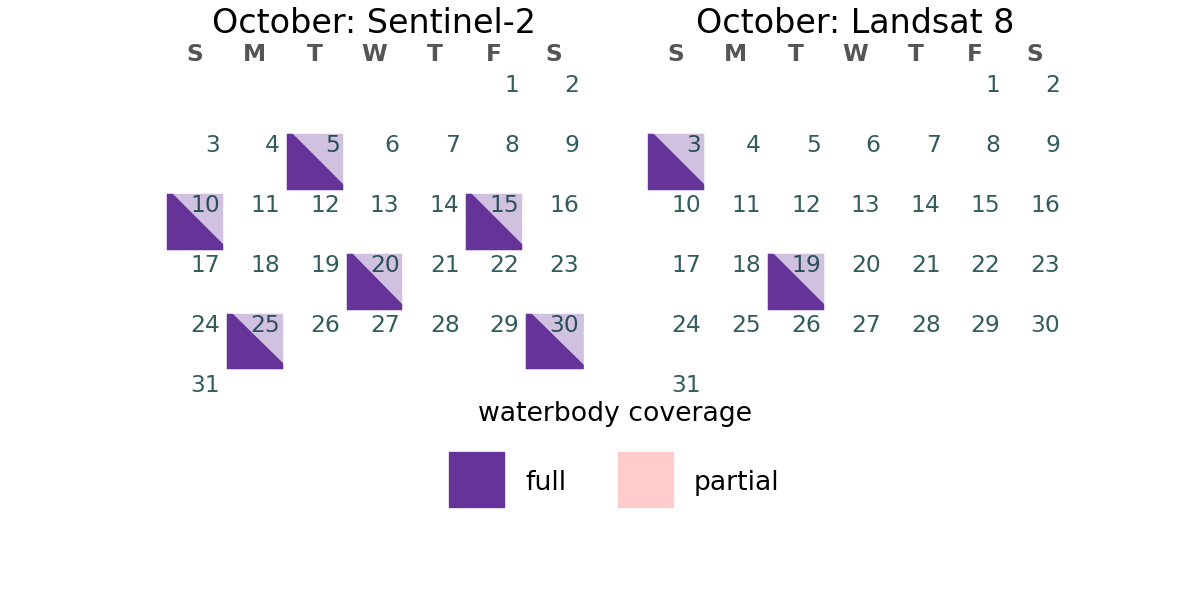 October: Sentinel-2
S M T W T F S
1 2
3 4 5 6 7 8 9
10 11 12 13 14 15 16
17 18 19 20 21 22 23
24 25 26 27 28 29 30
31
October: Landsat 8
S M T W T F S
1 2
3 4 5 6 7 8 9
10 11 12 13 14 15 16
17 18 19 20 21 22 23
24 25 26 27 28 29 30
31
waterbody coverage
full
partial